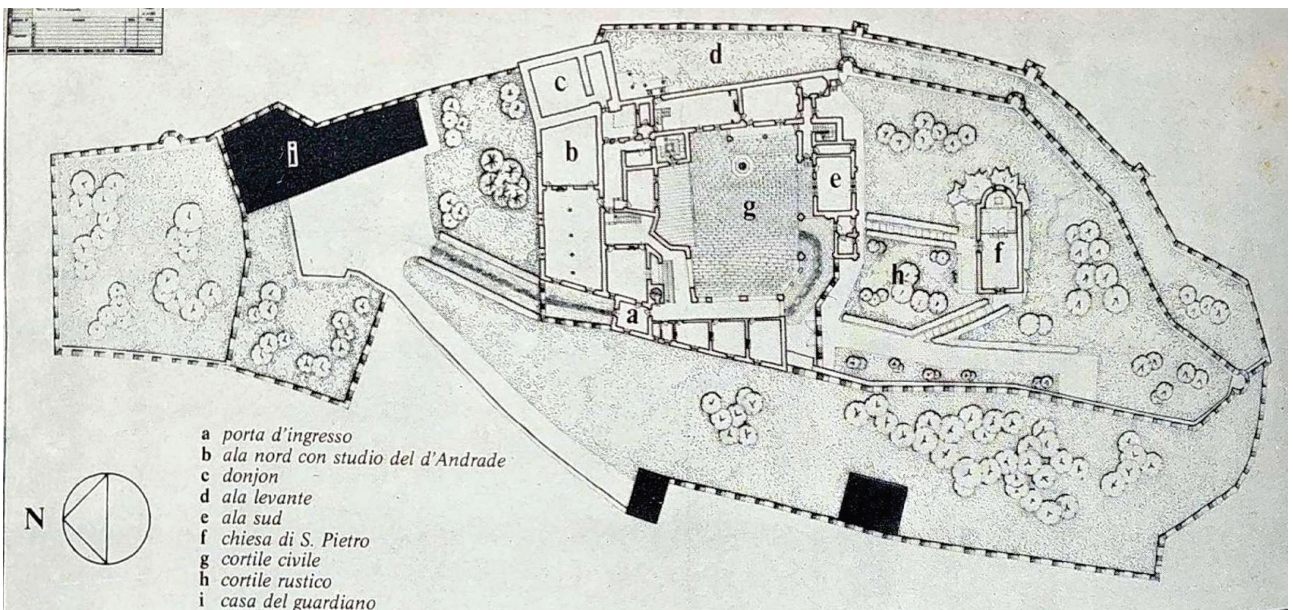 d
c
i
b
e
g
f
h
a
a porta d'ingresso
b ala nord con studio del d'Andrade
c donjon
d ala levante
e ala sud
f chiesa di S. Pietro
g cortile civile
h cortile rustico
i casa del guardiano
N